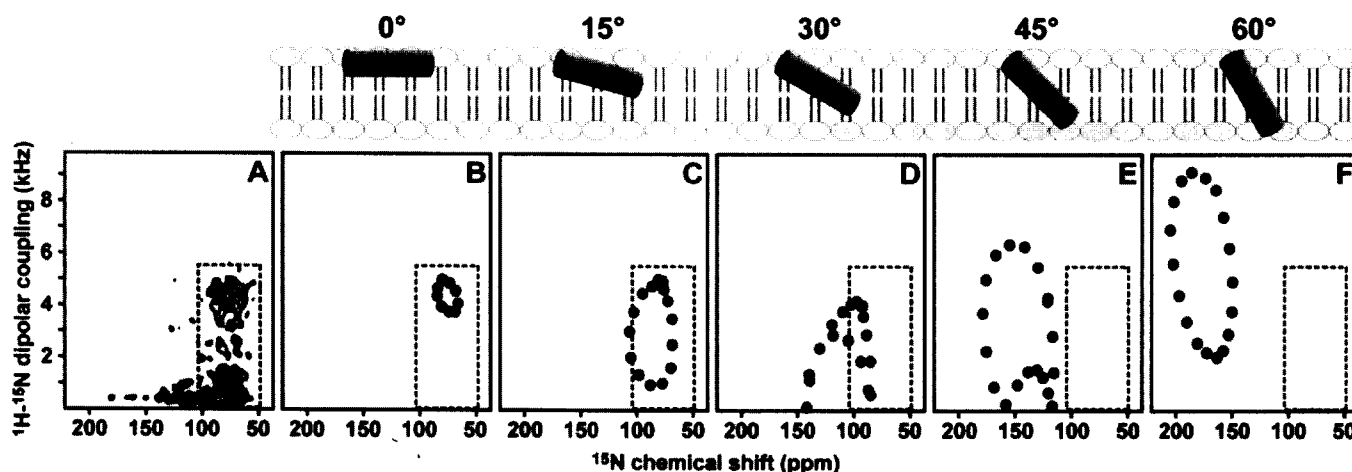 0° 15° 30° 45° 60°
A B C D E F
¹H-¹⁵N dipolar coupling (kHz)
8
6
4
2
200 150 100 50 200 150 100 50 200 150 100 50 200 150 100 50 200 150 100 50 200 150 100 50
¹⁵N chemical shift (ppm)